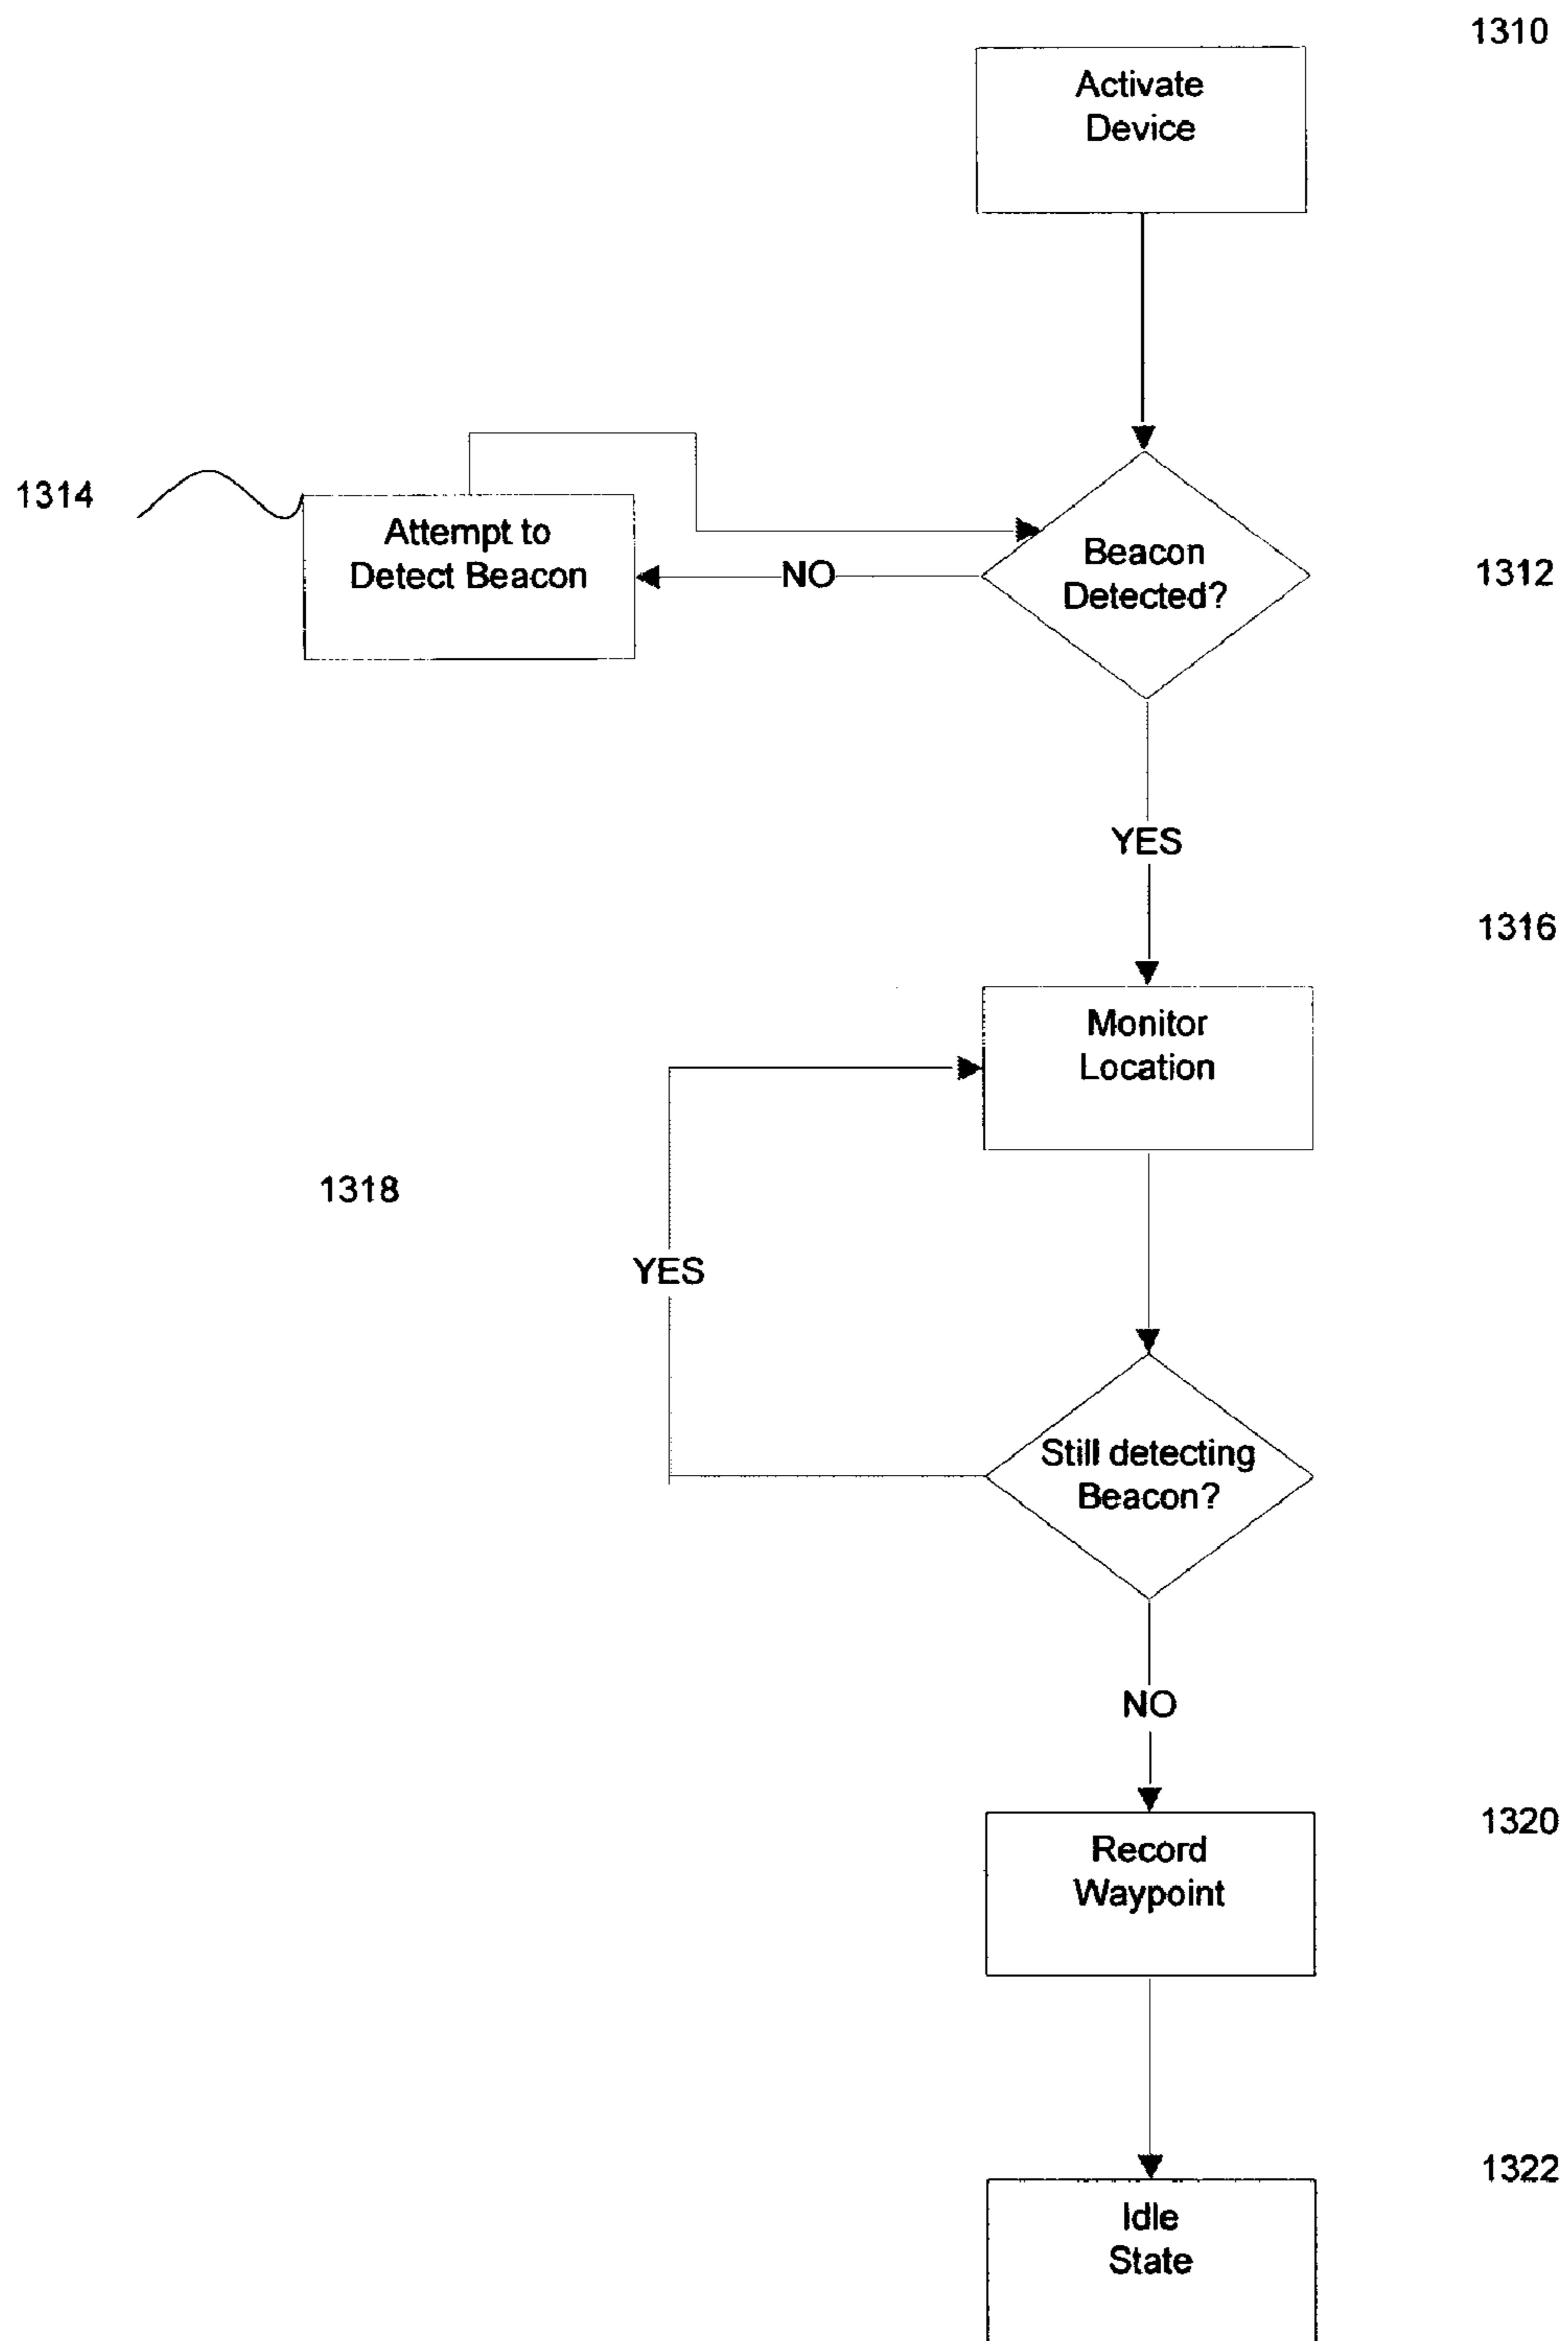 1310
Activate
Device
1314
Attempt to
Detect Beacon
NO
Beacon
Detected?
1312
YES
1316
Monitor
Location
1318
YES
Still detecting
Beacon?
NO
1320
Record
Waypoint
1322
Idle
State